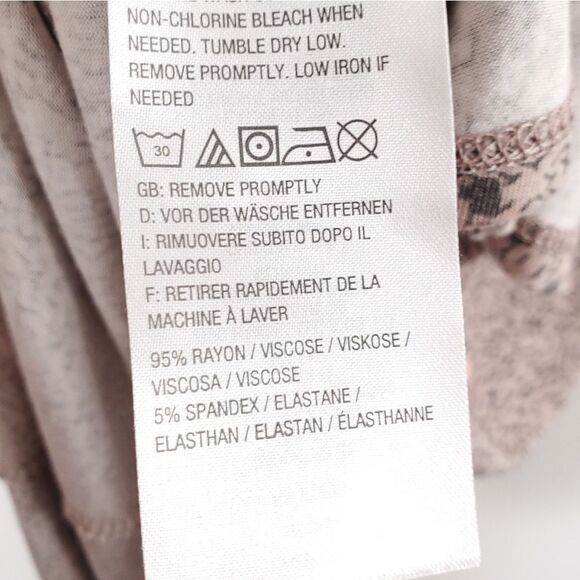 NON-CHLORINE BLEACH WHEN
NEEDED. TUMBLE DRY LOW.
REMOVE PROMPTLY. LOW IRON IF
NEEDED
30
GB: REMOVE PROMPTLY
D: VOR DER WÄSCHE ENTFERNEN
I: RIMUOVERE SUBITO DOPO IL
LAVAGGIO
F: RETIRER RAPIDEMENT DE LA
MACHINE À LAVER
95% RAYON / VISCOSE / VISKOSE /
VISCOSA / VISCOSE
5% SPANDEX / ELASTANE /
ELASTHAN / ELASTAN / ÉLASTHANNE